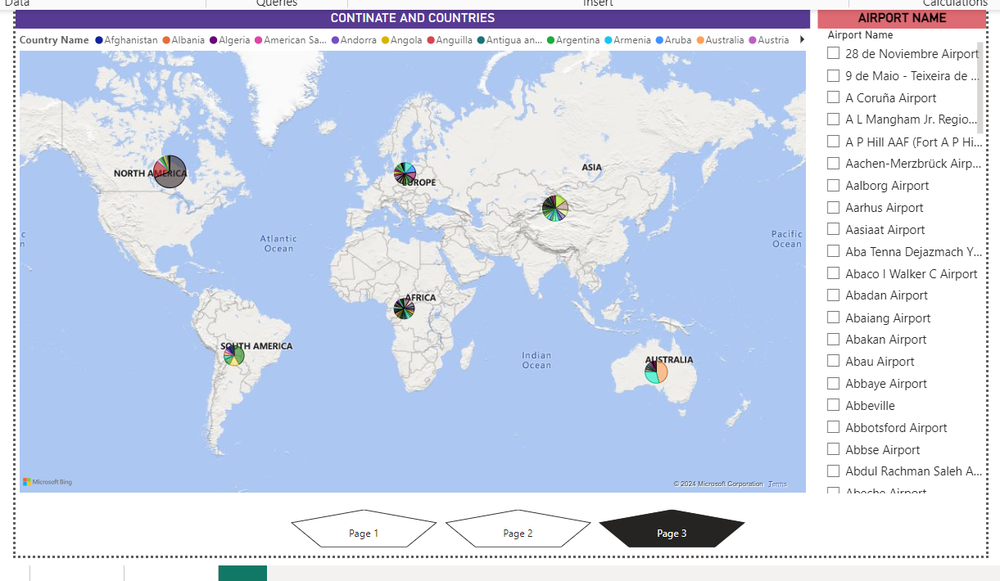 Data
Queries
Insert
Calculations
CONTINATE AND COUNTRIES
Country Name Afghanistan Albania Algeria American Sa... Andorra Angola Anguilla Antigua an... Argentina Armenia Aruba Australia Austria
NORTH AMERICA
EUROPE
ASIA
Atlantic
Ocean
Pacific
Ocean
c
n
AFRICA
SOUTH AMERICA
Indian
Ocean
AUSTRALIA
Microsoft Bing
© 2024 Microsoft Corporation Terms
AIRPORT NAME
Airport Name
28 de Noviembre Airport
9 de Maio - Teixeira de ...
A Coruña Airport
A L Mangham Jr. Regio...
A P Hill AAF (Fort A P Hi...
Aachen-Merzbrück Airp...
Aalborg Airport
Aarhus Airport
Aasiaat Airport
Aba Tenna Dejazmach Y...
Abaco I Walker C Airport
Abadan Airport
Abaiang Airport
Abakan Airport
Abau Airport
Abbaye Airport
Abbeville
Abbotsford Airport
Abbse Airport
Abdul Rachman Saleh A...
Abeche Airport
Page 1
Page 2
Page 3